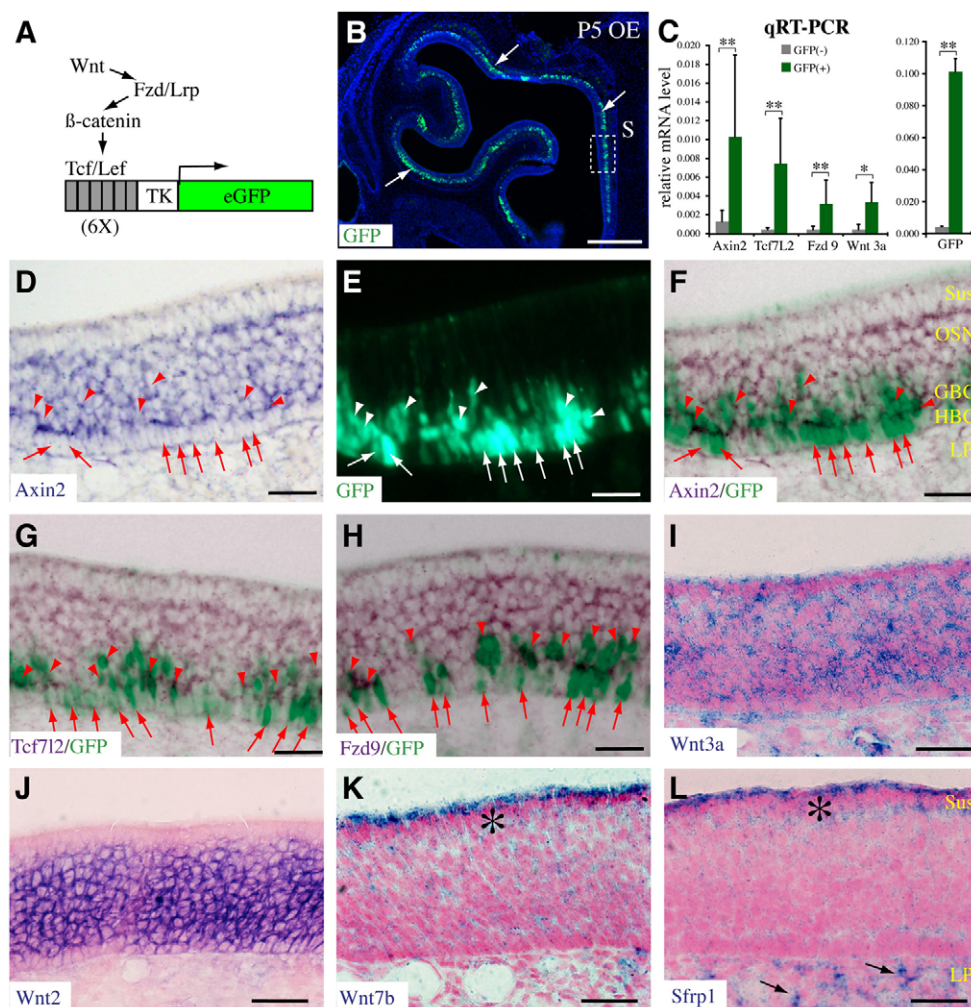 A
Wnt
Fzd/Lrp
ß-catenin
Tcf/Lef
TK
eGFP
(6X)
B
P5 OE
S
GFP
C
qRT-PCR
GFP(-)
GFP(+)
relative mRNA level
0.020
0.018
0.016
0.014
0.012
0.010
0.008
0.006
0.004
0.002
0.000
**
**
**
*
Axin2
Tcf7L2
Fzd 9
Wnt 3a
0.120
0.100
0.080
0.060
0.040
0.020
0.000
**
GFP
D
Axin2
E
GFP
F
Sus
OSN
GBC
HBC
LP
Axin2/GFP
G
Tcf7l2/GFP
H
Fzd9/GFP
I
Wnt3a
J
Wnt2
K
*
Wnt7b
L
Sus
*
LP
Sfrp1